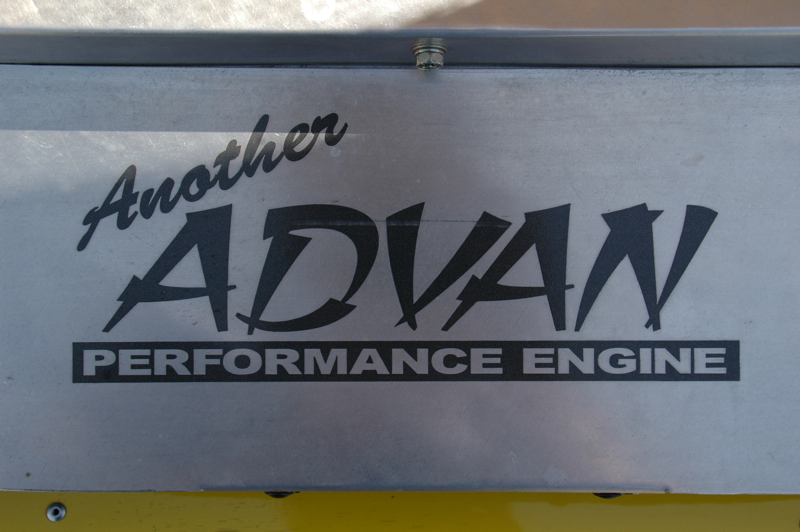 Another
ADVAN
PERFORMANCE ENGINE